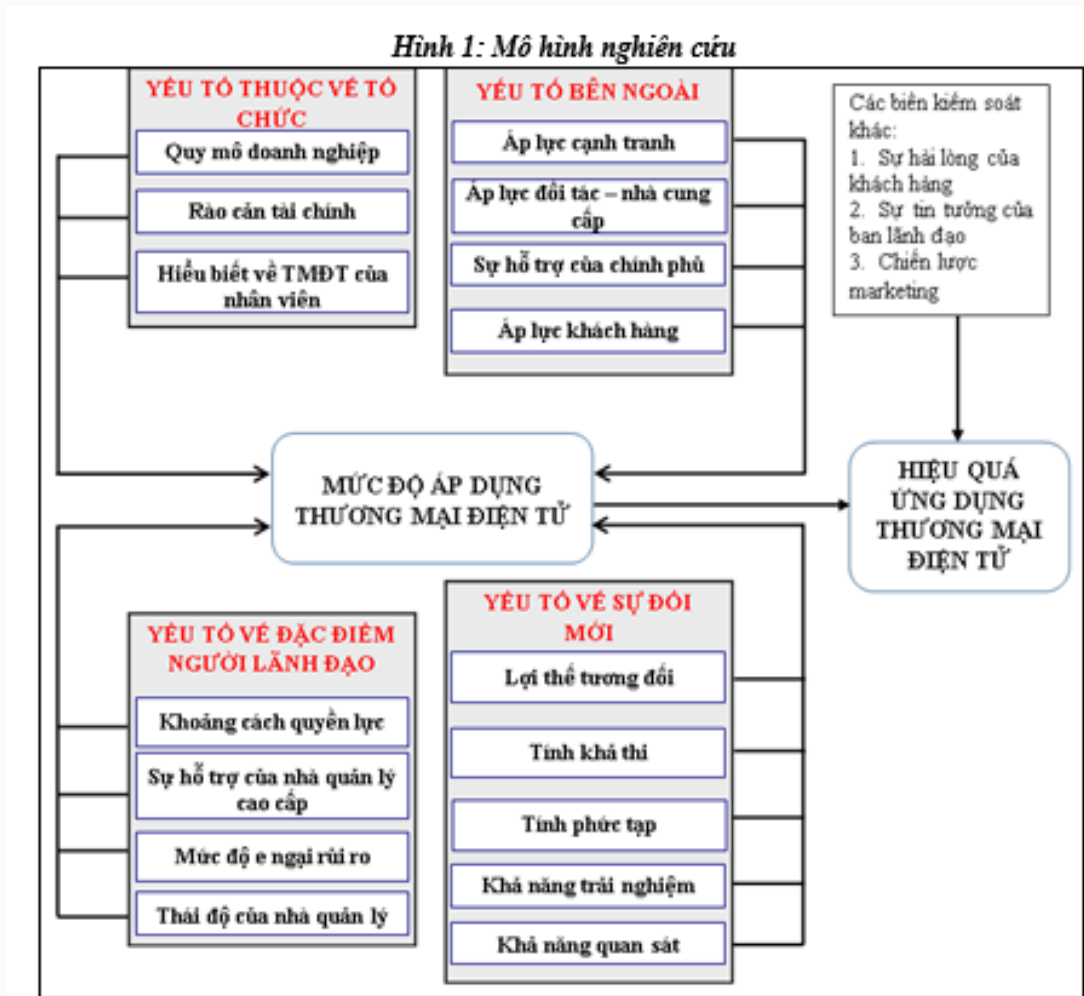 Hình 1: Mô hình nghiên cứu
YẾU TỐ THUỘC VỀ TỔ
CHỨC
Quy mô doanh nghiệp
Rào cản tài chính
Hiểu biết về TMĐT của
nhân viên
YẾU TỐ BÊN NGOÀI
Áp lực cạnh tranh
Áp lực đối tác – nhà cung
cấp
Sự hỗ trợ của chính phủ
Áp lực khách hàng
Các biến kiểm soát
khác:
1. Sự hài lòng của
khách hàng
2. Sự tin tưởng của
ban lãnh đạo
3. Chiến lược
marketing
MỨC ĐỘ ÁP DỤNG
THƯƠNG MẠI ĐIỆN TỬ
HIỆU QUẢ
ỨNG DỤNG
THƯƠNG MẠI
ĐIỆN TỬ
YẾU TỐ VỀ ĐẶC ĐIỂM
NGƯỜI LÃNH ĐẠO
Khoảng cách quyền lực
Sự hỗ trợ của nhà quản lý
cao cấp
Mức độ e ngại rủi ro
Thái độ của nhà quản lý
YẾU TỐ VỀ SỰ ĐỔI
MỚI
Lợi thế tương đối
Tính khả thi
Tính phức tạp
Khả năng trải nghiệm
Khả năng quan sát